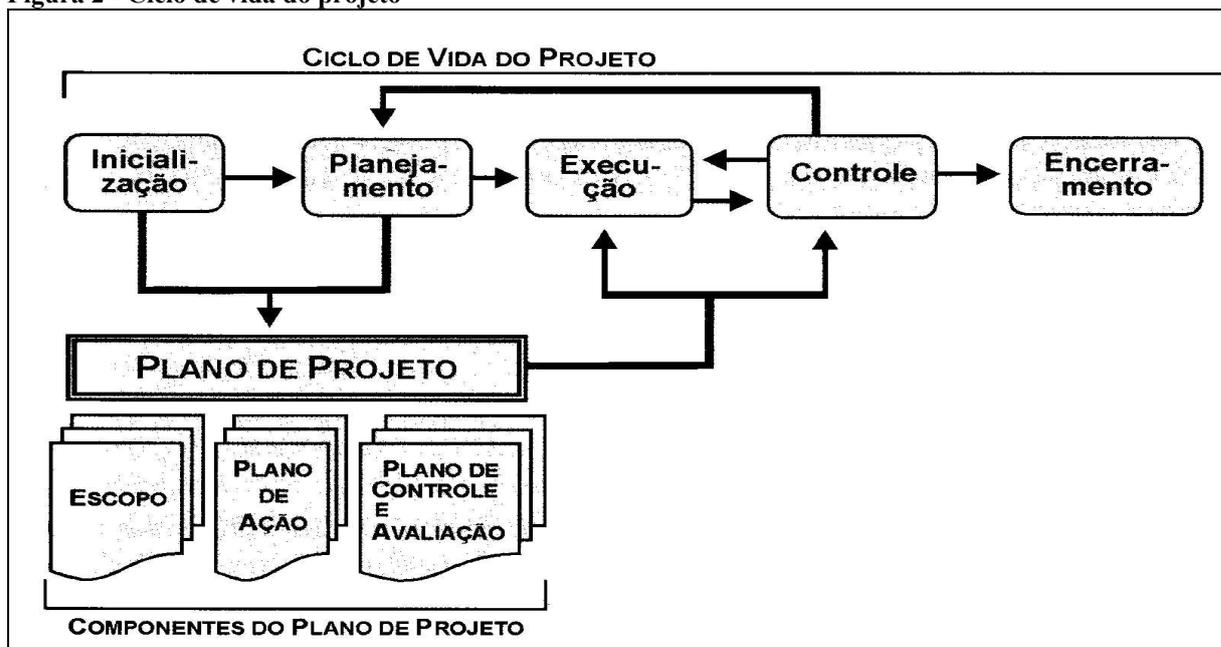 Figura 2 - Ciclo de vida do projeto
CICLO DE VIDA DO PROJETO
Iniciali-
zação
Planeja-
mento
Execu-
ção
Controle
Encerra-
mento
PLANO DE PROJETO
ESCOPO
PLANO
DE
AÇÃO
PLANO DE
CONTROLE
E
AVALIAÇÃO
COMPONENTES DO PLANO DE PROJETO